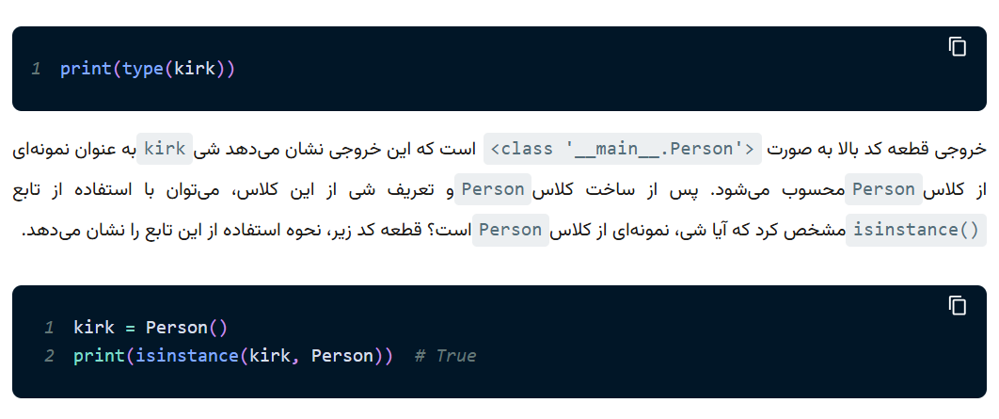 1 print(type(kirk))
خروجی قطعه کد بالا به صورت <class '__main__.Person'> است که این خروجی نشان می‌دهد شی kirk به عنوان نمونه‌ای
از کلاس Person محسوب می‌شود. پس از ساخت کلاس Person و تعریف شی از این کلاس، می‌توان با استفاده از تابع
isinstance() مشخص کرد که آیا شی، نمونه‌ای از کلاس Person است؟ قطعه کد زیر، نحوه استفاده از این تابع را نشان می‌دهد.
1 kirk = Person()
2 print(isinstance(kirk, Person)) # True